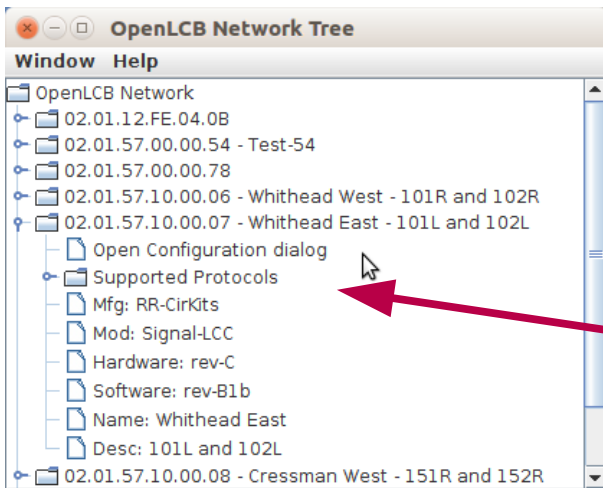 OpenLCB Network Tree
Window Help
OpenLCB Network
02.01.12.FE.04.0B
02.01.57.00.00.54 - Test-54
02.01.57.00.00.78
02.01.57.10.00.06 - Whithead West - 101R and 102R
02.01.57.10.00.07 - Whithead East - 101L and 102L
Open Configuration dialog
Supported Protocols
Mfg: RR-CirKits
Mod: Signal-LCC
Hardware: rev-C
Software: rev-B1b
Name: Whithead East
Desc: 101L and 102L
02.01.57.10.00.08 - Cressman West - 151R and 152R